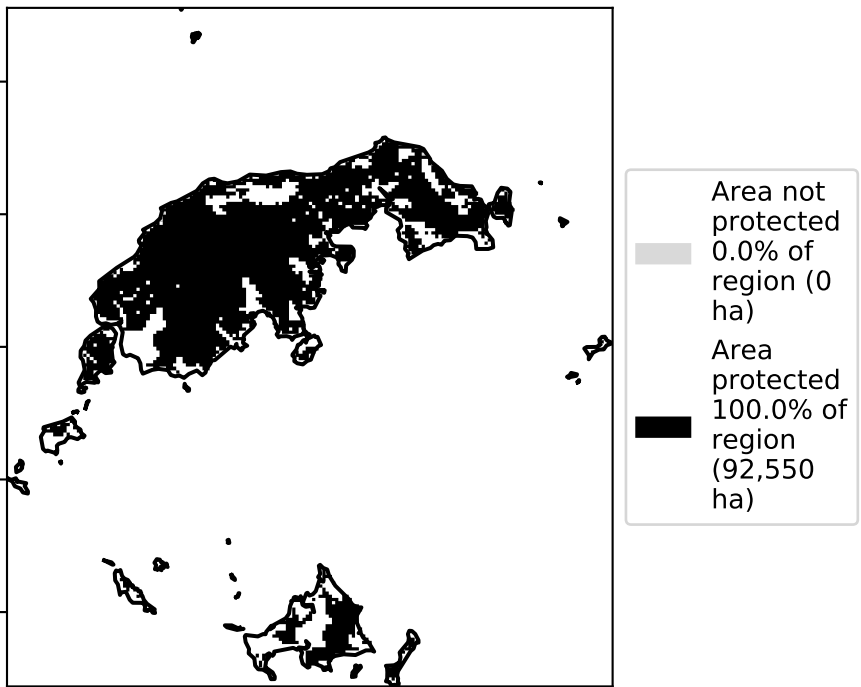 Area not
protected
0.0% of
region (0
ha)
Area
protected
100.0% of
region
(92,550
ha)